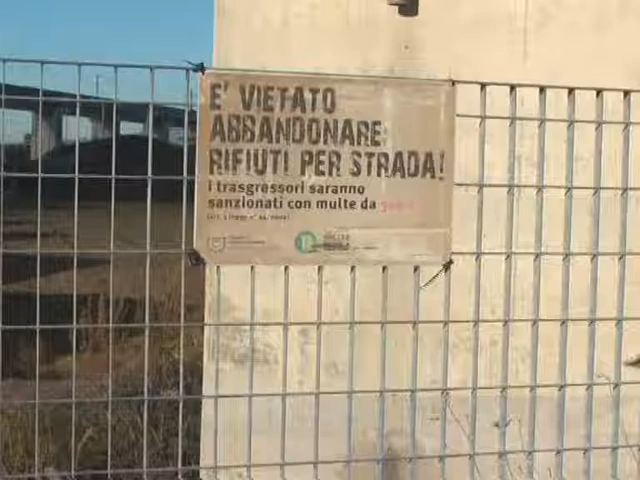 E' VIETATO
ABBANDONARE
RIFIUTI PER STRADA!
i trasgressori saranno
sanzionati con multe da